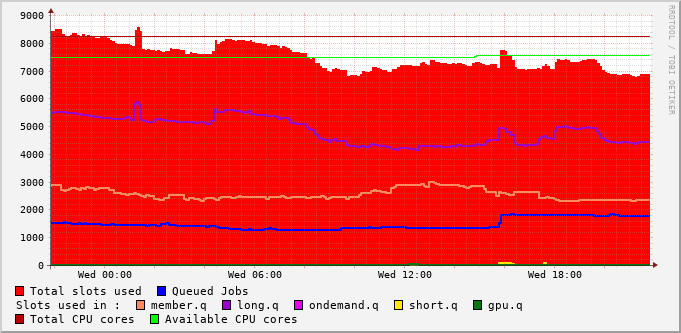 9000
8000
7000
6000
5000
4000
3000
2000
1000
0
Wed 00:00 Wed 06:00 Wed 12:00 Wed 18:00
Total slots used Queued Jobs
Slots used in : member.q long.q ondemand.q short.q gpu.q
Total CPU cores Available CPU cores
RRDTOOL / TOBI OETIKER